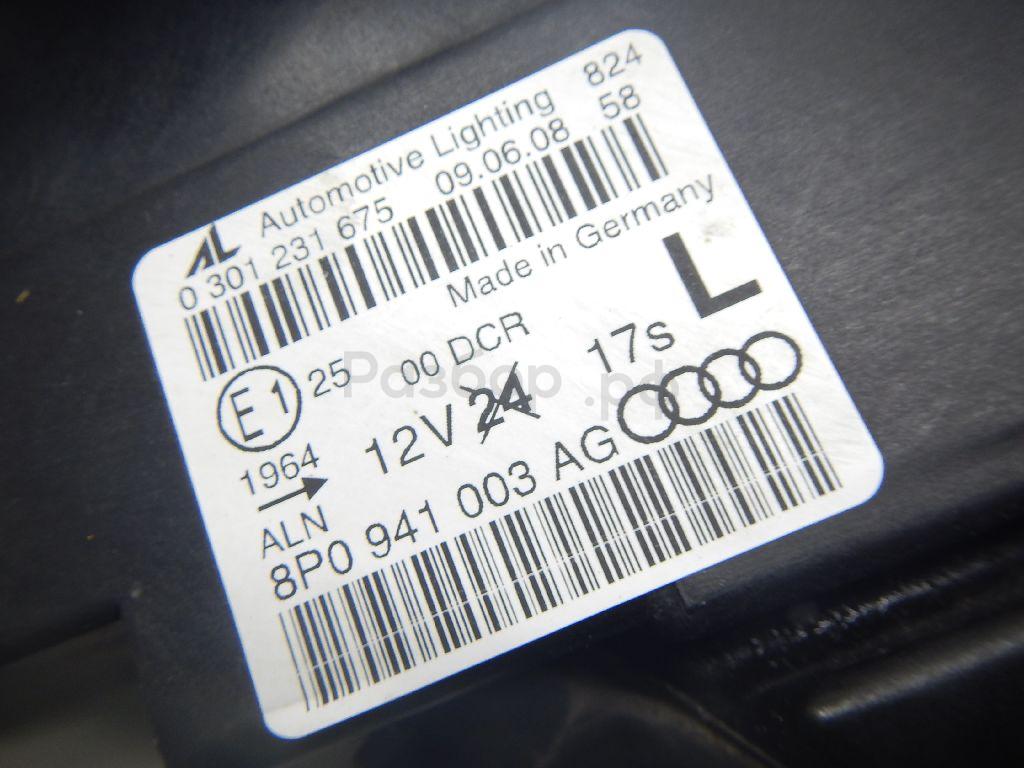 AL Automotive Lighting 824
0 301 231 675 09.06.08 58
Made in Germany
L
E1 25 00 DCR 17s
1964 12V 24
ALN
8P0 941 003 AG
Разбор.рф